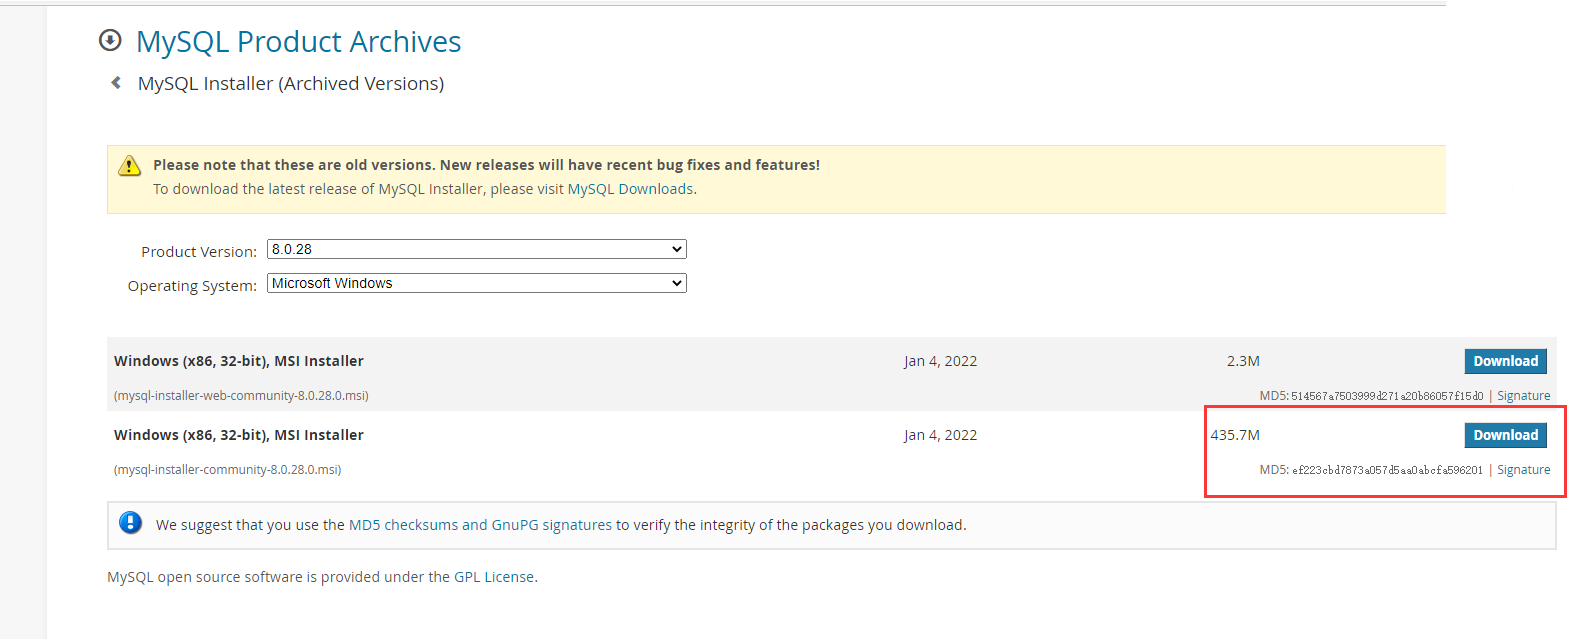 MySQL Product Archives
MySQL Installer (Archived Versions)
Please note that these are old versions. New releases will have recent bug fixes and features!
To download the latest release of MySQL Installer, please visit MySQL Downloads.
Product Version: 8.0.28
Operating System: Microsoft Windows
Windows (x86, 32-bit), MSI Installer Jan 4, 2022 2.3M Download
(mysql-installer-web-community-8.0.28.0.msi) MD5: 514567a7503999d271a20b86057f15d0 | Signature
Windows (x86, 32-bit), MSI Installer Jan 4, 2022 435.7M Download
(mysql-installer-community-8.0.28.0.msi) MD5: ef223cbd7873a057d5aa0abcfa596201 | Signature
We suggest that you use the MD5 checksums and GnuPG signatures to verify the integrity of the packages you download.
MySQL open source software is provided under the GPL License.